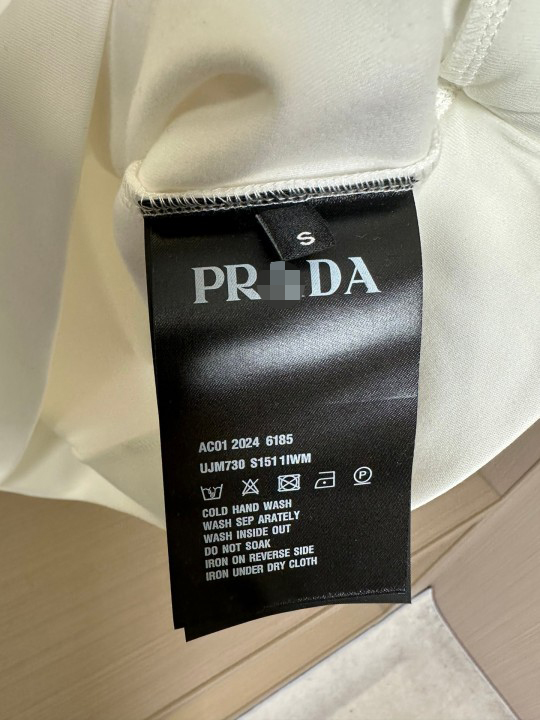 S
PR DA
AC01 2024 6185
UJM730 S1511IWM
P
COLD HAND WASH
WASH SEP ARATELY
WASH INSIDE OUT
DO NOT SOAK
IRON ON REVERSE SIDE
IRON UNDER DRY CLOTH